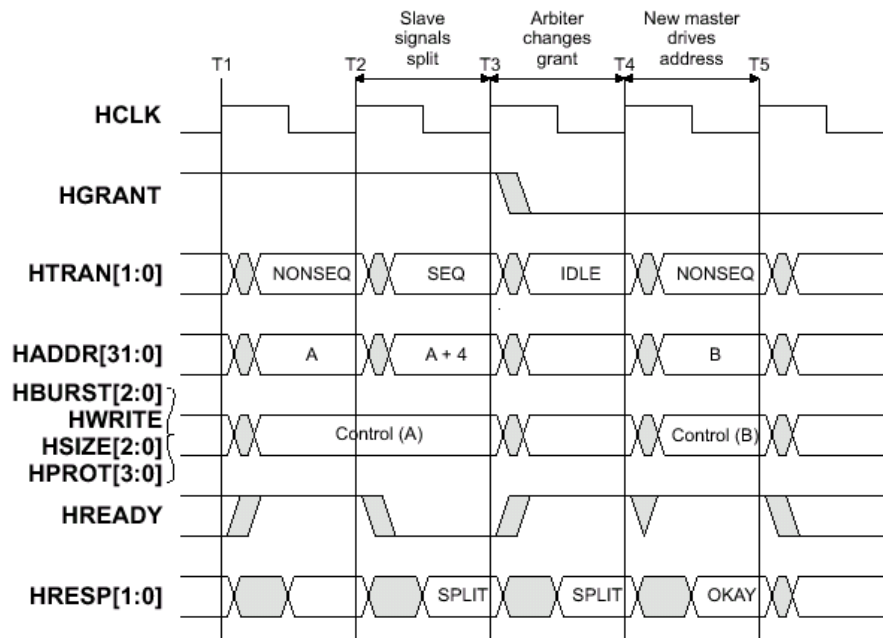 Slave
signals
split
Arbiter
changes
grant
New master
drives
address
T1
T2
T3
T4
T5
HCLK
HGRANT
HTRAN[1:0]
NONSEQ
SEQ
IDLE
NONSEQ
HADDR[31:0]
A
A + 4
B
HBURST[2:0]
HWRITE
HSIZE[2:0]
HPROT[3:0]
Control (A)
Control (B)
HREADY
HRESP[1:0]
SPLIT
SPLIT
OKAY